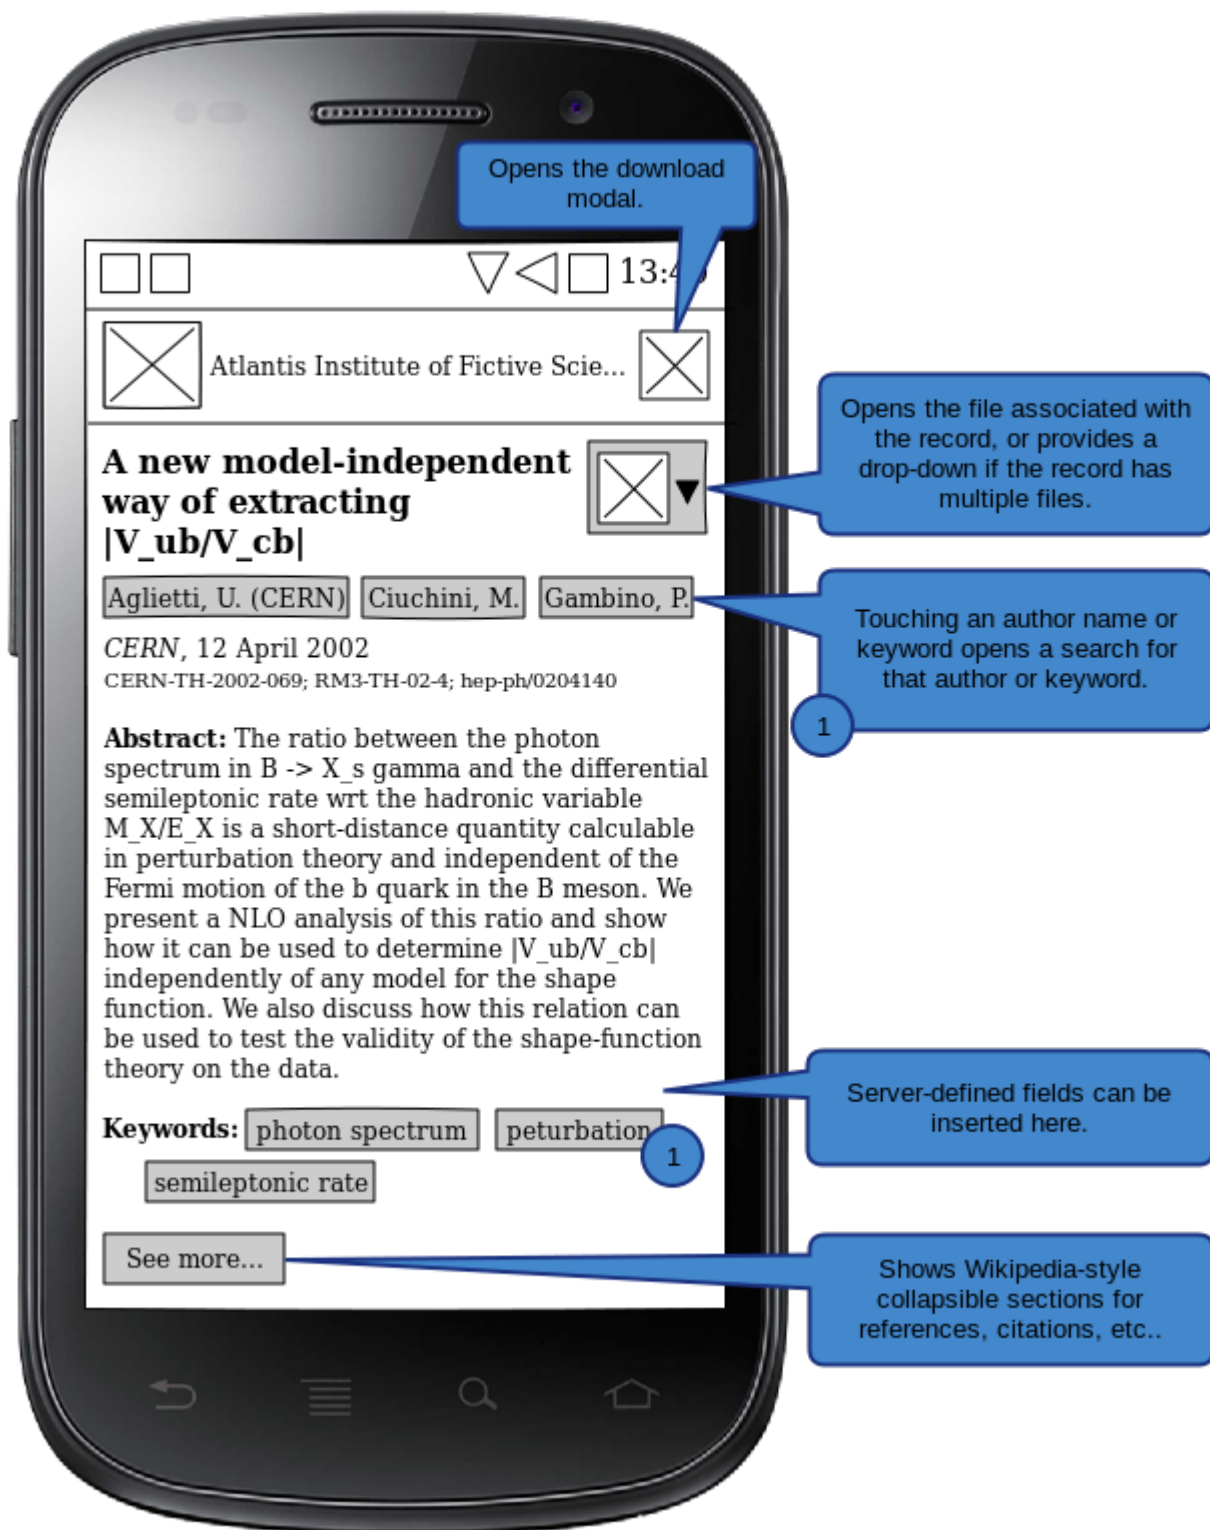 Opens the download
modal.
Atlantis Institute of Fictive Scie...
A new model-independent
way of extracting
|V_ub/V_cb|
Opens the file associated with
the record, or provides a
drop-down if the record has
multiple files.
Aglietti, U. (CERN) Ciuchini, M. Gambino, P.
Touching an author name or
keyword opens a search for
that author or keyword.
1
CERN, 12 April 2002
CERN-TH-2002-069; RM3-TH-02-4; hep-ph/0204140
Abstract: The ratio between the photon
spectrum in B -> X_s gamma and the differential
semileptonic rate wrt the hadronic variable
M_X/E_X is a short-distance quantity calculable
in perturbation theory and independent of the
Fermi motion of the b quark in the B meson. We
present a NLO analysis of this ratio and show
how it can be used to determine |V_ub/V_cb|
independently of any model for the shape
function. We also discuss how this relation can
be used to test the validity of the shape-function
theory on the data.
Server-defined fields can be
inserted here.
Keywords: photon spectrum peturbation
1
semileptonic rate
See more...
Shows Wikipedia-style
collapsible sections for
references, citations, etc..